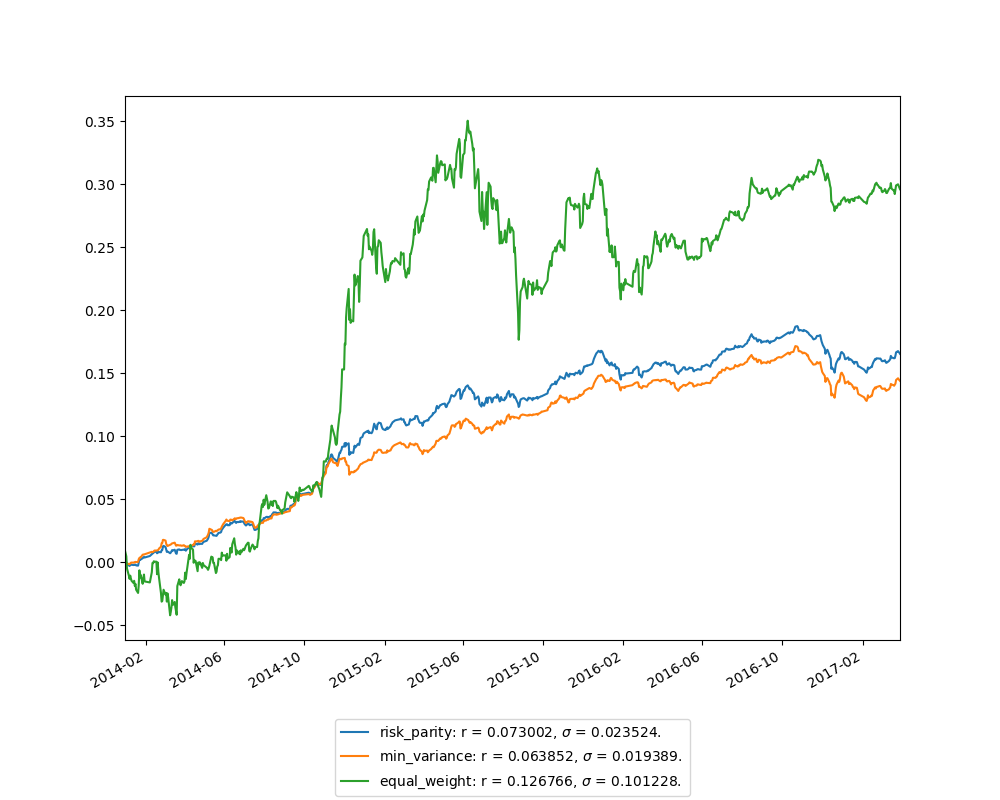 0.35
0.30
0.25
0.20
0.15
0.10
0.05
0.00
−0.05
2014-02 2014-06 2014-10 2015-02 2015-06 2015-10 2016-02 2016-06 2016-10 2017-02
risk_parity: r = 0.073002, σ = 0.023524.
min_variance: r = 0.063852, σ = 0.019389.
equal_weight: r = 0.126766, σ = 0.101228.